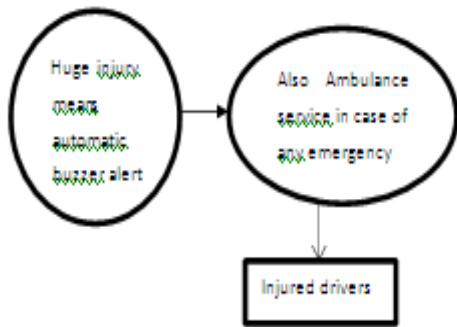 Huge injury
means
automatic
buzzer alert
Also Ambulance
service in case of
any emergency
Injured drivers